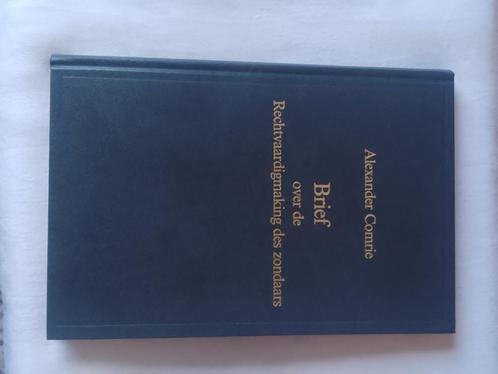 Alexander Comrie
Brief
over de
Rechtvaardigmaking des zondaars